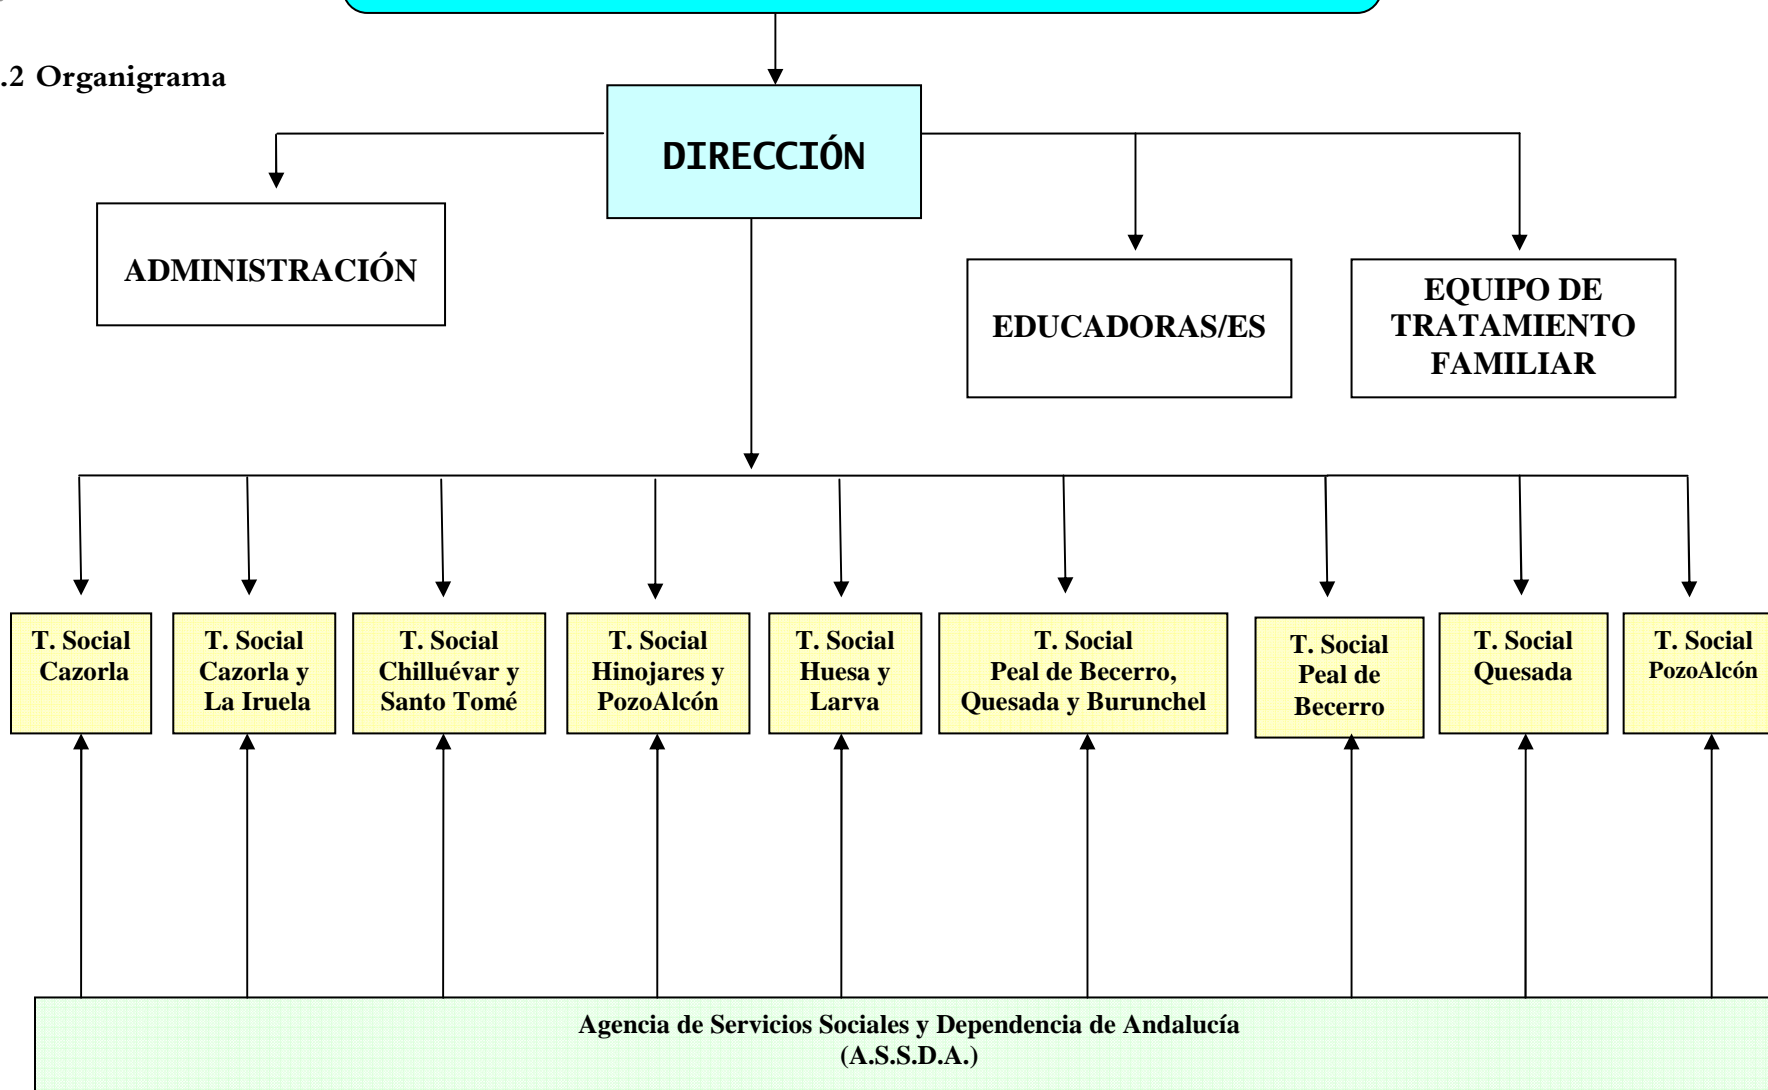 .2 Organigrama
DIRECCIÓN
ADMINISTRACIÓN
EDUCADORAS/ES
EQUIPO DE
TRATAMIENTO
FAMILIAR
T. Social
Cazorla
T. Social
Cazorla y
La Iruela
T. Social
Chilluévar y
Santo Tomé
T. Social
Hinojares y
PozoAlcón
T. Social
Huesa y
Larva
T. Social
Peal de Becerro,
Quesada y Burunchel
T. Social
Peal de
Becerro
T. Social
Quesada
T. Social
PozoAlcón
Agencia de Servicios Sociales y Dependencia de Andalucía
(A.S.S.D.A.)